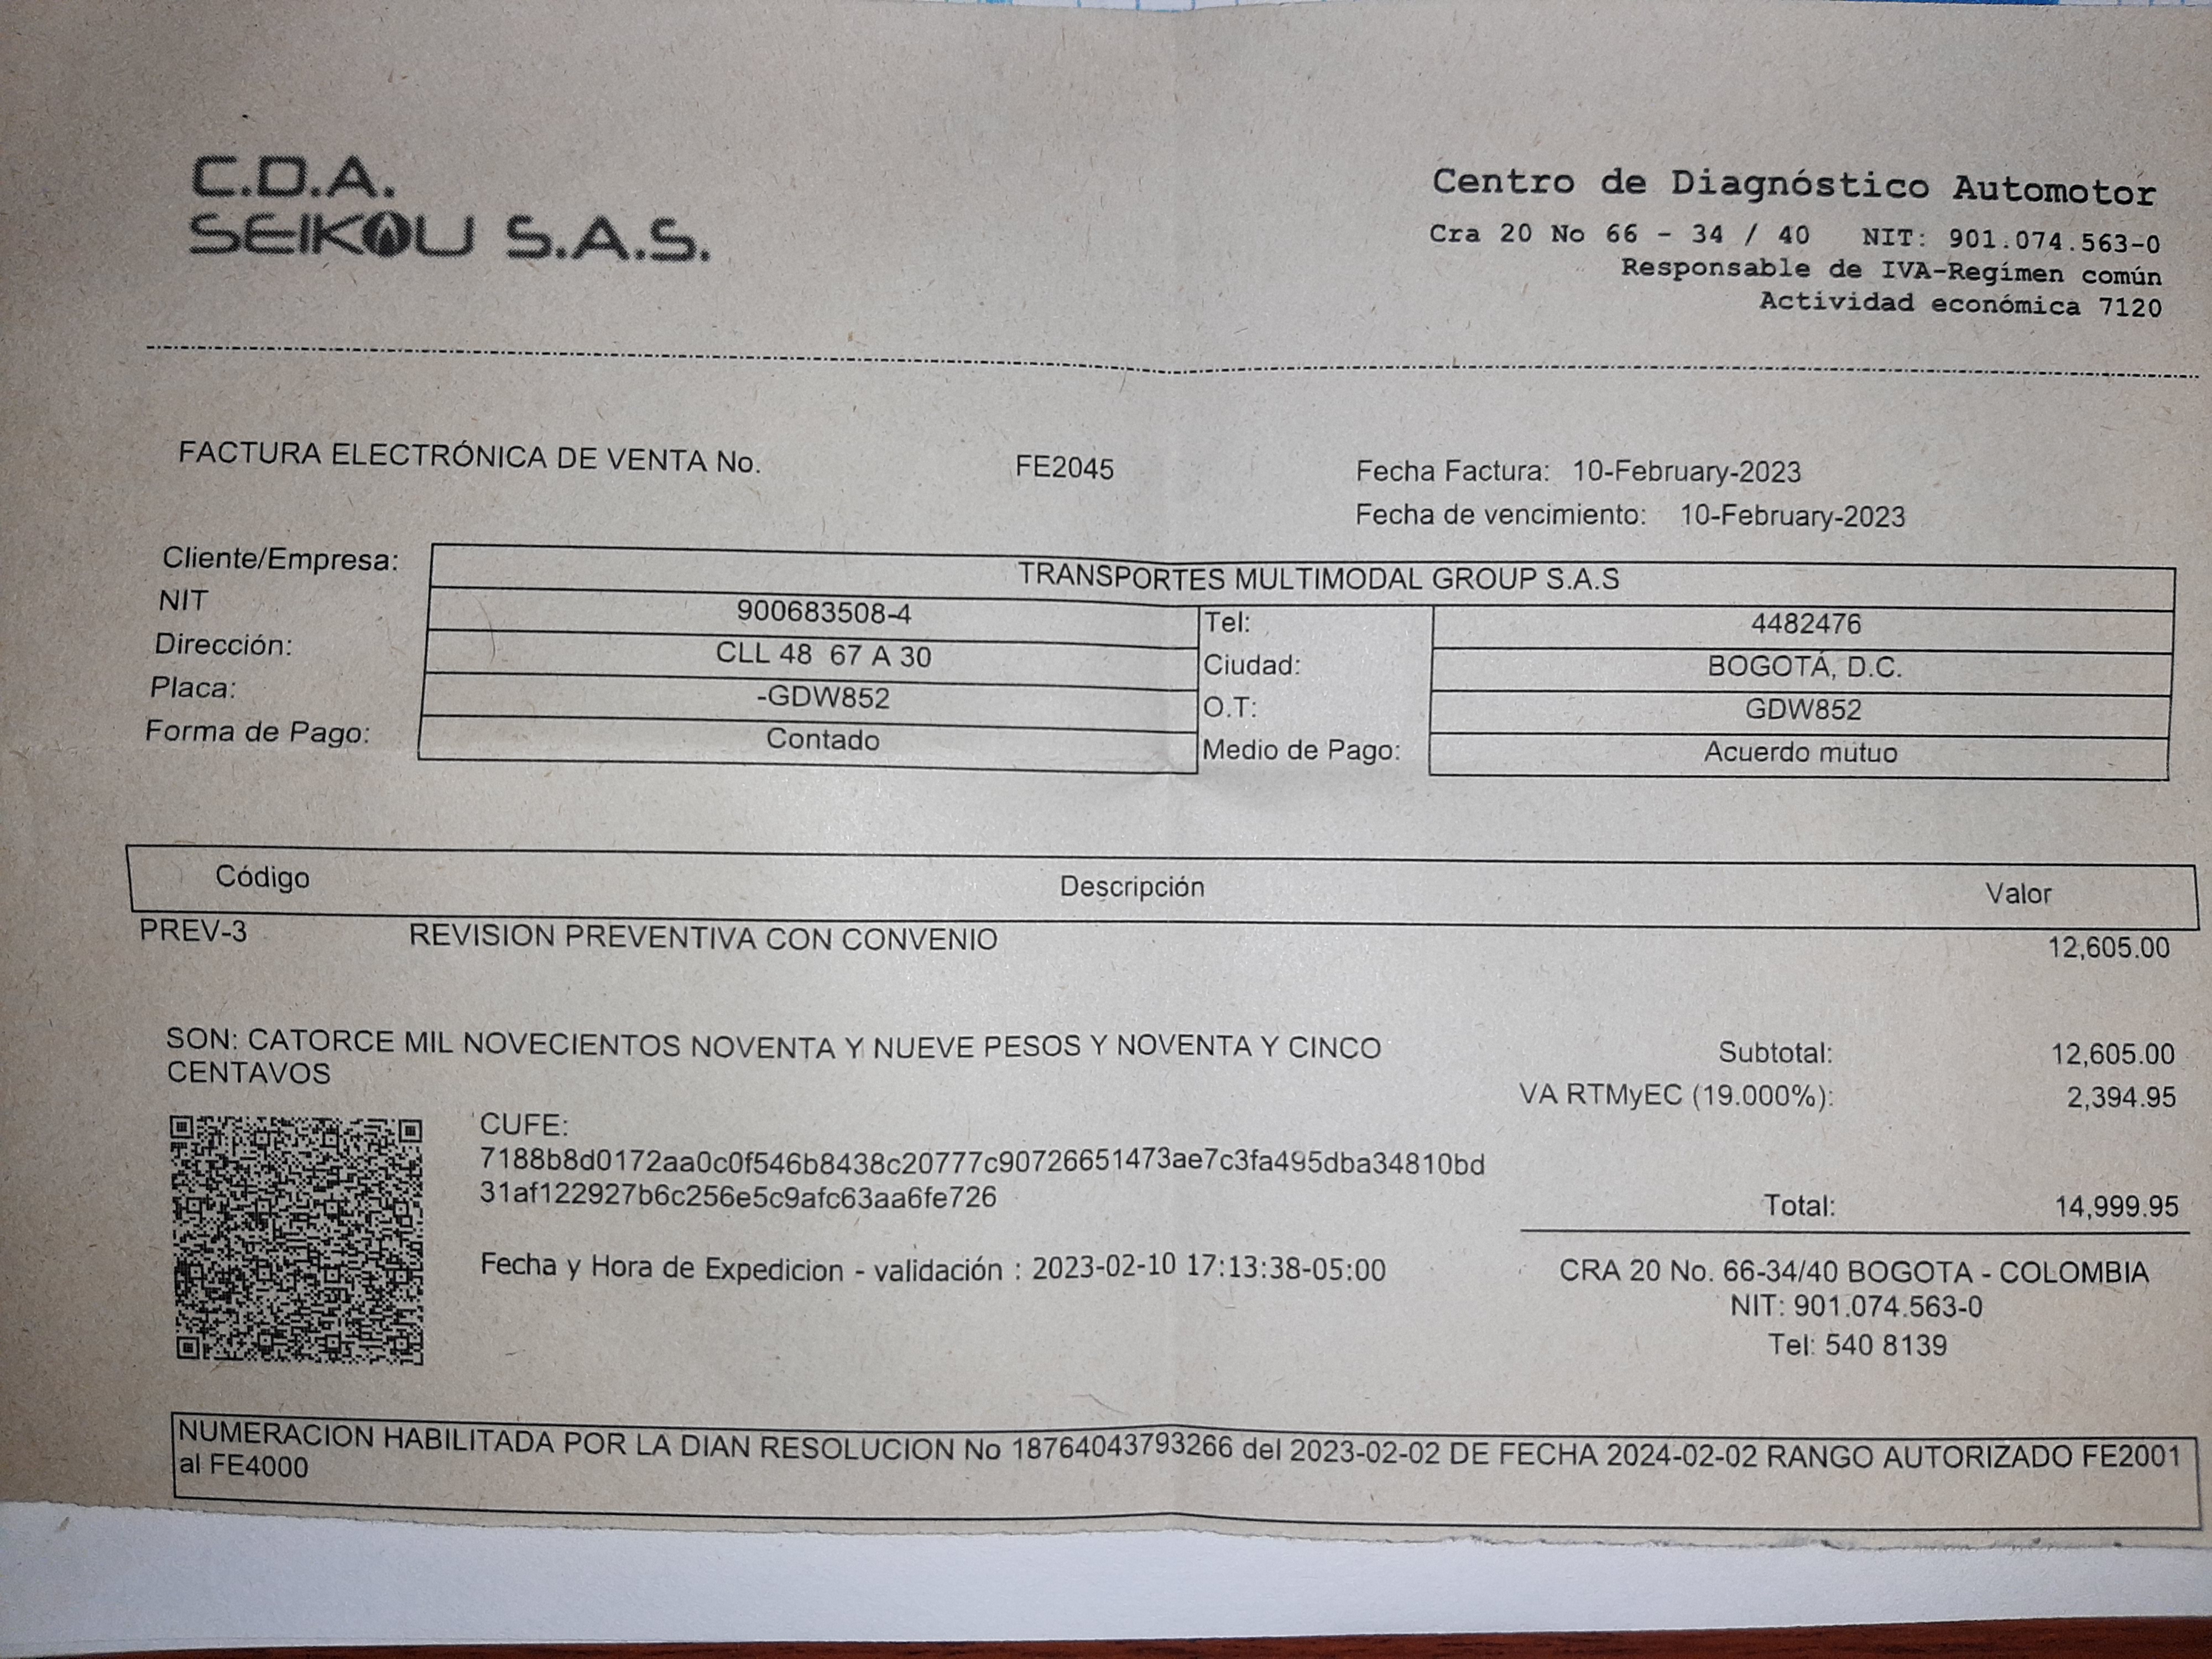 C.D.A.
SEIKOU S.A.S.
Centro de Diagnóstico Automotor
Cra 20 No 66 - 34 / 40 NIT: 901.074.563-0
Responsable de IVA-Regímen común
Actividad económica 7120
FACTURA ELECTRÓNICA DE VENTA No. FE2045 Fecha Factura: 10-February-2023
Fecha de vencimiento: 10-February-2023
Cliente/Empresa: TRANSPORTES MULTIMODAL GROUP S.A.S
NIT 900683508-4 Tel: 4482476
Dirección: CLL 48 67 A 30 Ciudad: BOGOTÁ, D.C.
Placa: -GDW852 O.T: GDW852
Forma de Pago: Contado Medio de Pago: Acuerdo mutuo
Código Descripción Valor
PREV-3 REVISION PREVENTIVA CON CONVENIO 12,605.00
SON: CATORCE MIL NOVECIENTOS NOVENTA Y NUEVE PESOS Y NOVENTA Y CINCO
CENTAVOS
Subtotal: 12,605.00
VA RTMyEC (19.000%): 2,394.95
Total: 14,999.95
CUFE:
7188b8d0172aa0c0f546b8438c20777c90726651473ae7c3fa495dba34810bd
31af122927b6c256e5c9afc63aa6fe726
Fecha y Hora de Expedicion - validación : 2023-02-10 17:13:38-05:00
CRA 20 No. 66-34/40 BOGOTA - COLOMBIA
NIT: 901.074.563-0
Tel: 540 8139
NUMERACION HABILITADA POR LA DIAN RESOLUCION No 18764043793266 del 2023-02-02 DE FECHA 2024-02-02 RANGO AUTORIZADO FE2001
al FE4000